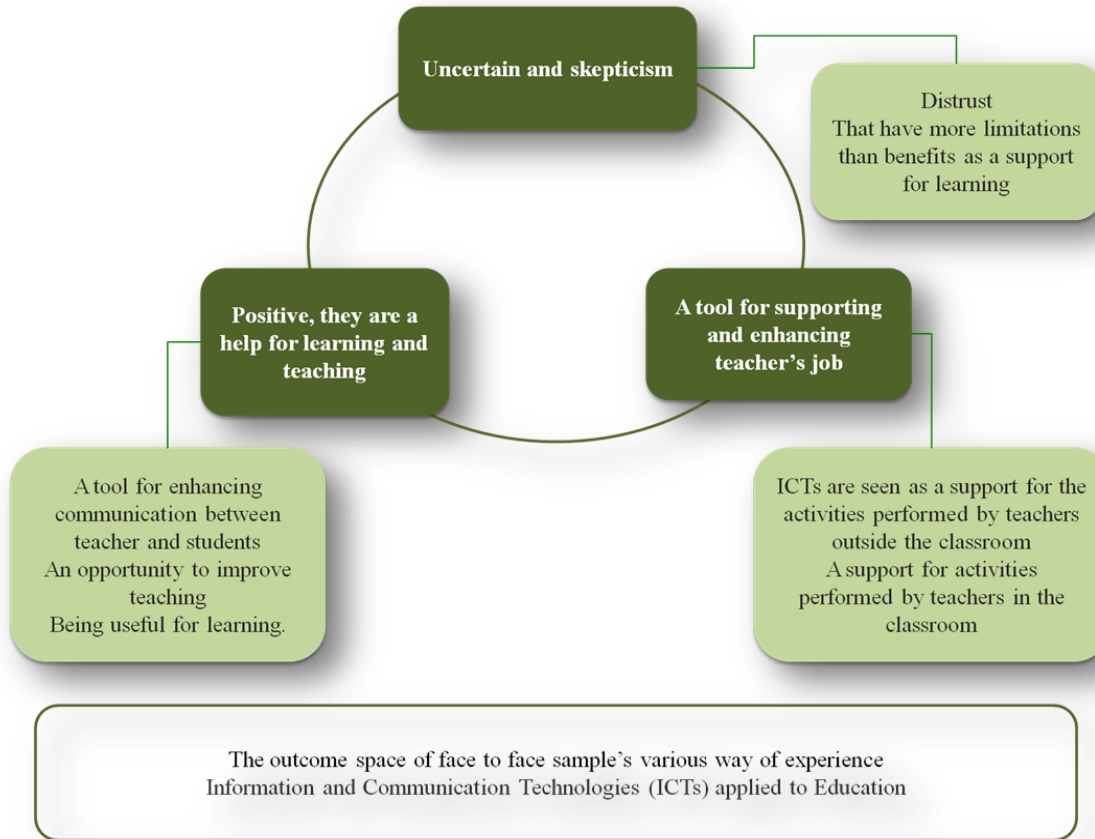 Uncertain and skepticism
Distrust
That have more limitations
than benefits as a support
for learning
Positive, they are a
help for learning and
teaching
A tool for supporting
and enhancing
teacher’s job
A tool for enhancing
communication between
teacher and students
An opportunity to improve
teaching
Being useful for learning.
ICTs are seen as a support for the
activities performed by teachers
outside the classroom
A support for activities
performed by teachers in the
classroom
The outcome space of face to face sample’s various way of experience
Information and Communication Technologies (ICTs) applied to Education